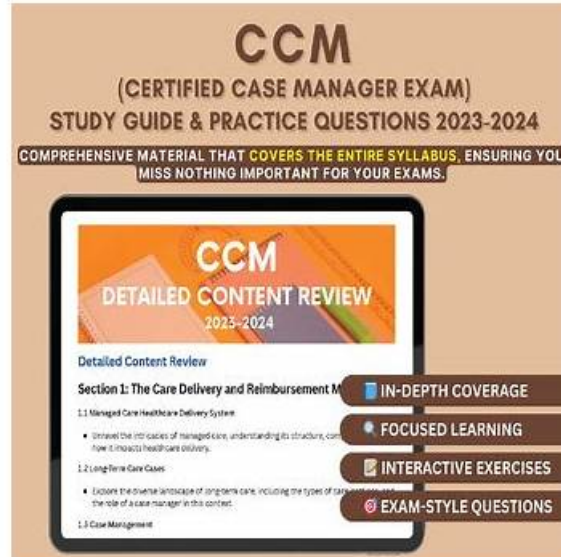 CCM
(CERTIFIED CASE MANAGER EXAM)
STUDY GUIDE & PRACTICE QUESTIONS 2023-2024
COMPREHENSIVE MATERIAL THAT COVERS THE ENTIRE SYLLABUS, ENSURING YOU
MISS NOTHING IMPORTANT FOR YOUR EXAMS.
CCM
DETAILED CONTENT REVIEW
2023-2024
Detailed Content Review
Section 1: The Care Delivery and Reimbursement M
1.1 Managed Care Healthcare Delivery System
• Unravel the intricacies of managed care, understanding its structure,
how it impacts healthcare delivery.
1.2 Long-Term Care Cases
• Explore the diverse landscape of long-term care, including the types of care
the role of a case manager in this context.
1.3 Case Management
IN-DEPTH COVERAGE
FOCUSED LEARNING
INTERACTIVE EXERCISES
EXAM-STYLE QUESTIONS